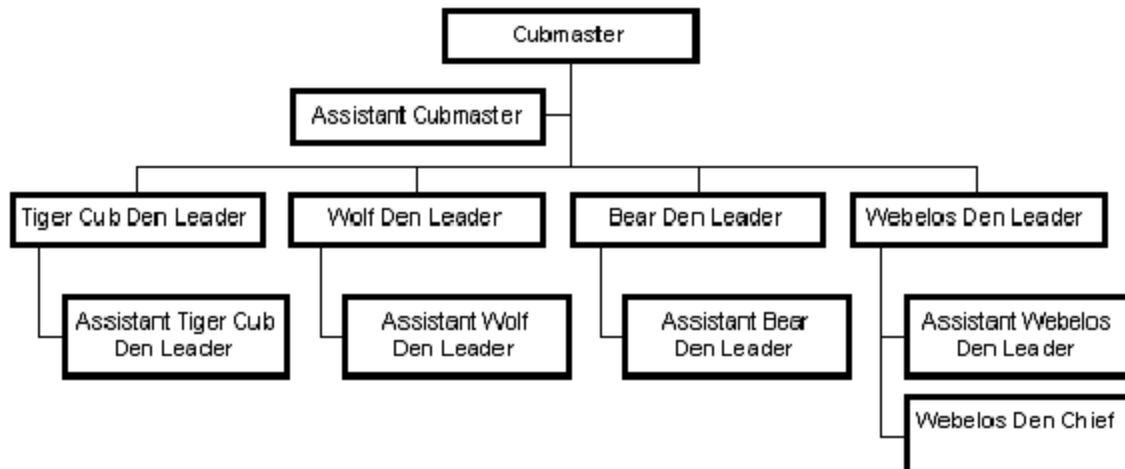 Cubmaster
Assistant Cubmaster
Tiger Cub Den Leader
Wolf Den Leader
Bear Den Leader
Webelos Den Leader
Assistant Tiger Cub
Den Leader
Assistant Wolf
Den Leader
Assistant Bear
Den Leader
Assistant Webelos
Den Leader
Webelos Den Chief